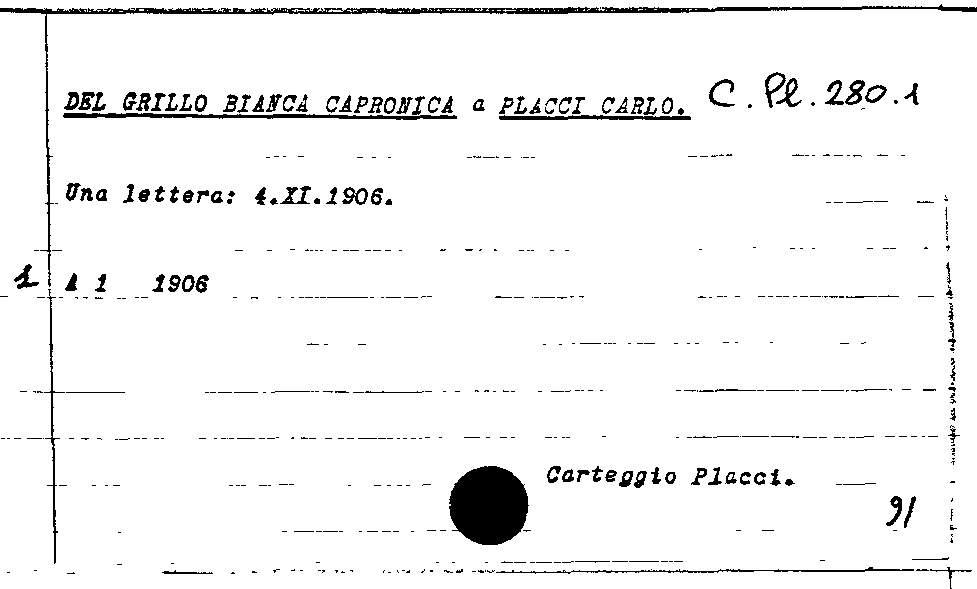 DEL GRILLO BIANCA CAPRONICA a PLACCI CARLO. C. Pl. 280.1
Una lettera: 4.XI.1906.
1 A 1 1906
Carteggio Placci.
91